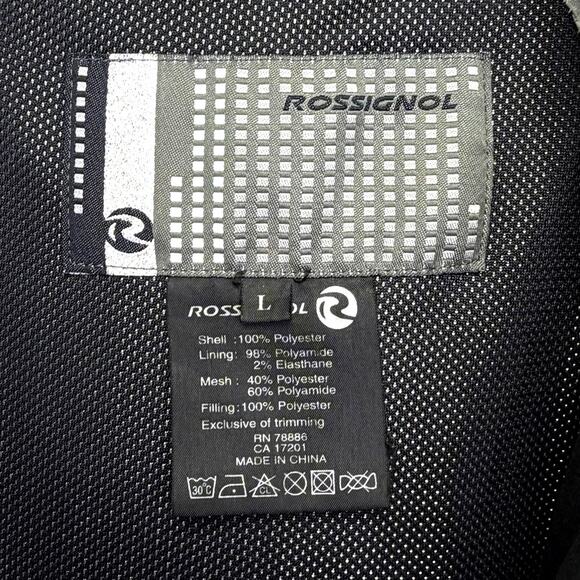 ROSSIGNOL
L
ROSS OL
Shell :100% Polyester
Lining: 98% Polyamide
2% Elasthane
Mesh : 40% Polyester
60% Polyamide
Filling:100% Polyester
Exclusive of trimming
RN 78886
CA 17201
MADE IN CHINA
30°C
CL